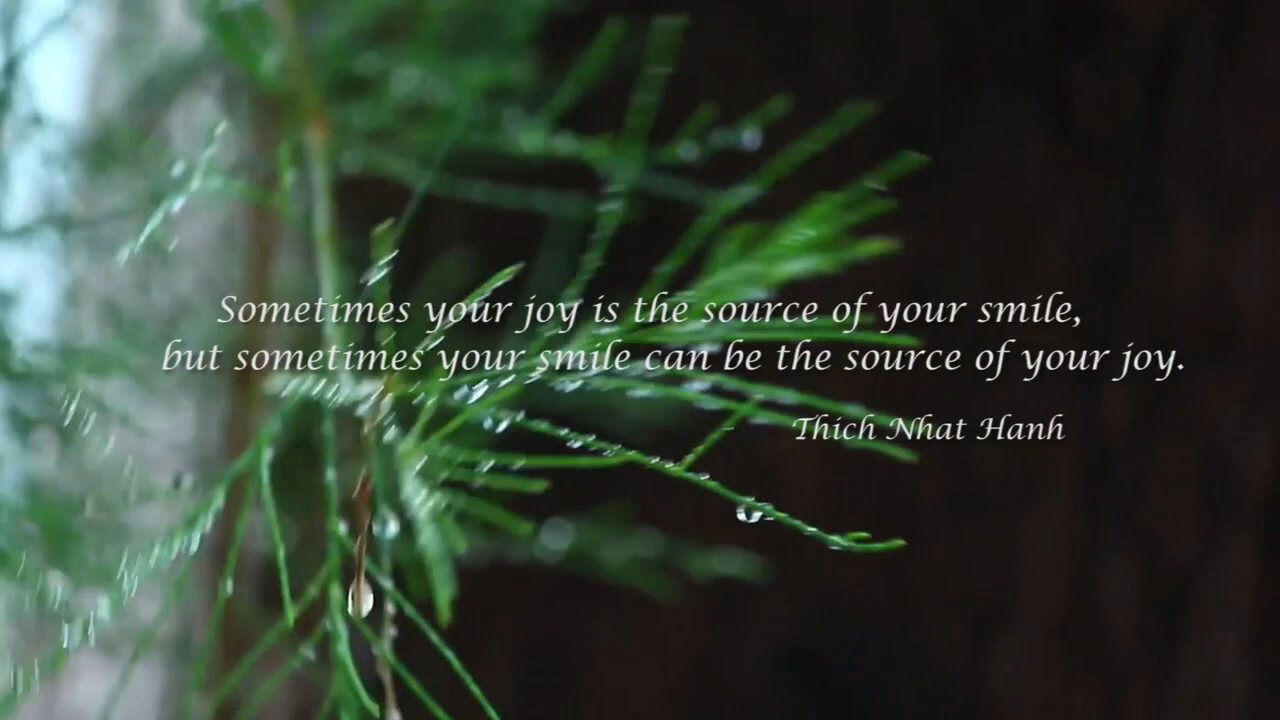 Sometimes your joy is the source of your smile,
but sometimes your smile can be the source of your joy.
Thich Nhat Hanh